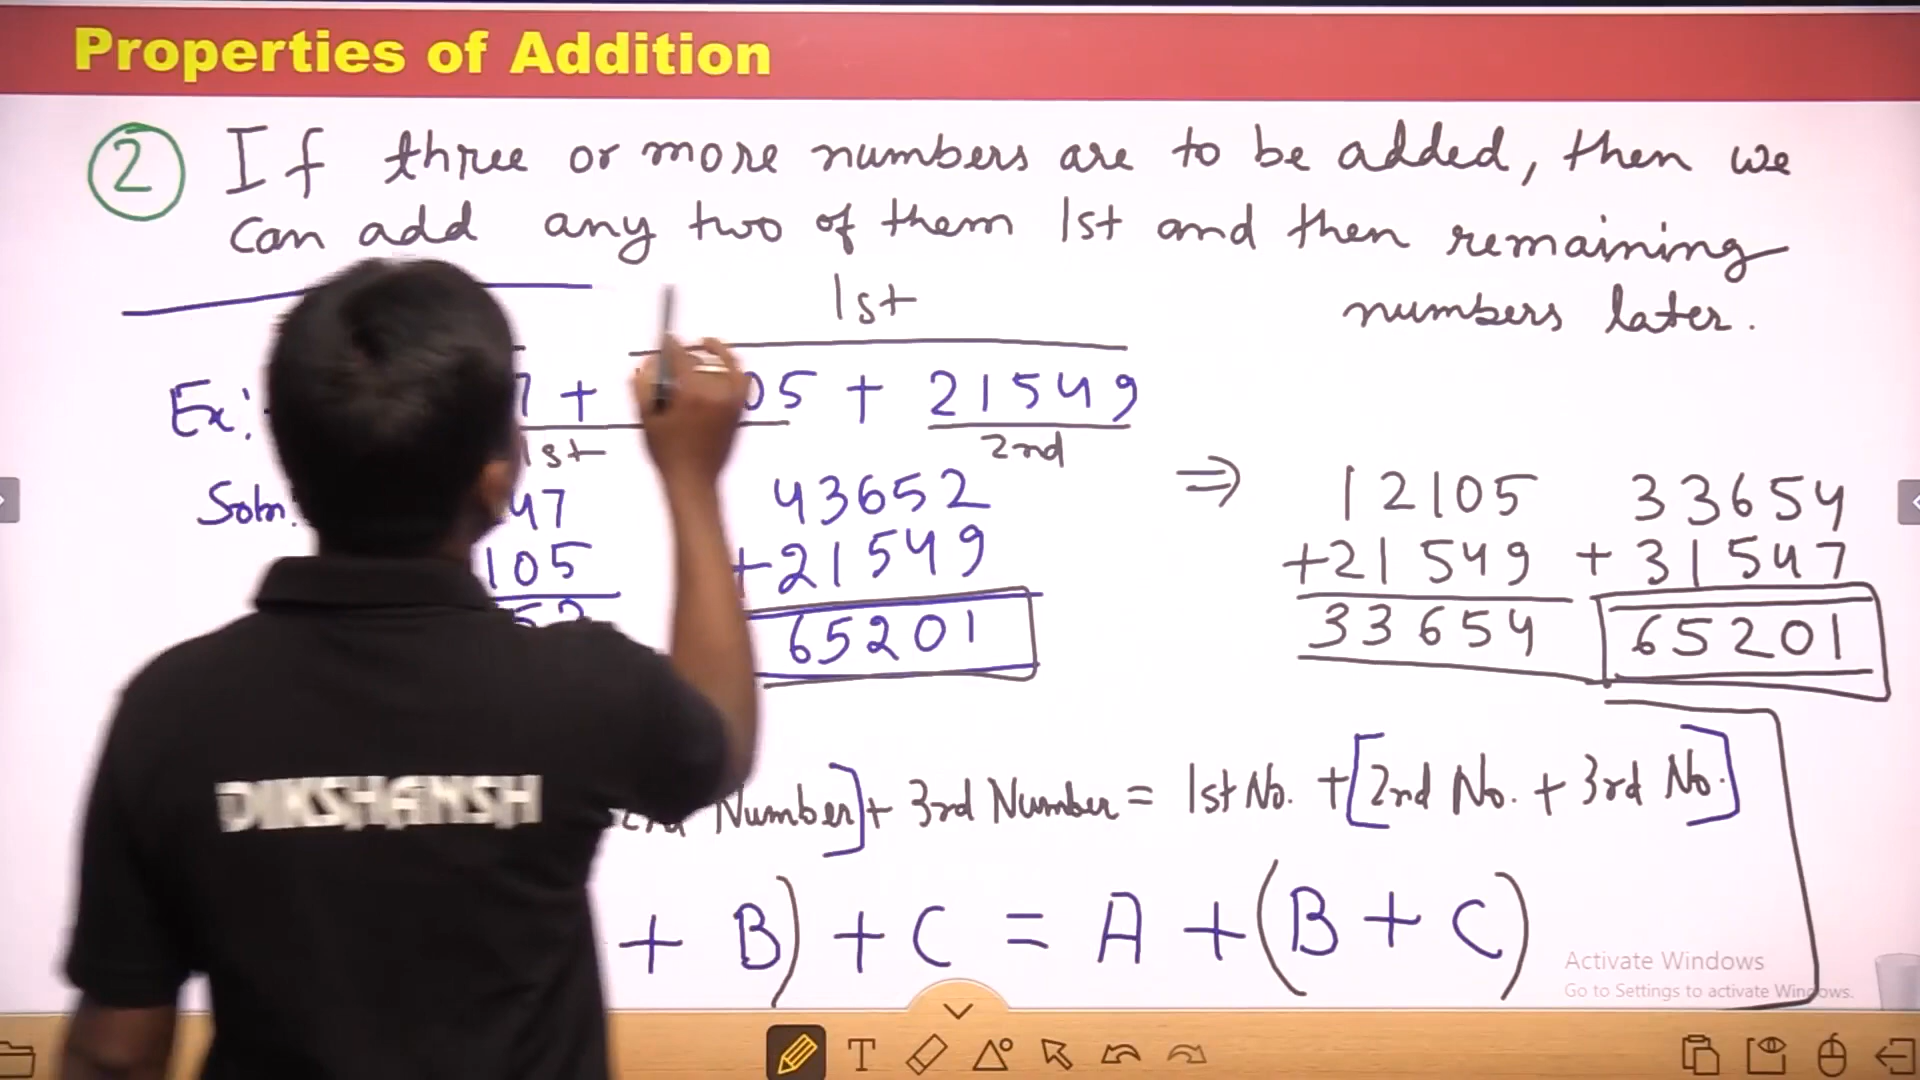 Properties of Addition
2 If three or more numbers are to be added, then we
can add any two of them 1st and then remaining
numbers later.
1st
Ex: 7 + 05 + 21549
1st 2nd
Soln: 47 43652 ⇒ 12105 33654
105 +21549 +21549 +31547
52 65201 33654 65201
2nd Number] + 3rd Number = 1st No. + [2nd No. + 3rd No.]
+ B) + C = A + (B + C)
DIKSHANSH
Activate Windows
Go to Settings to activate Windows.
T